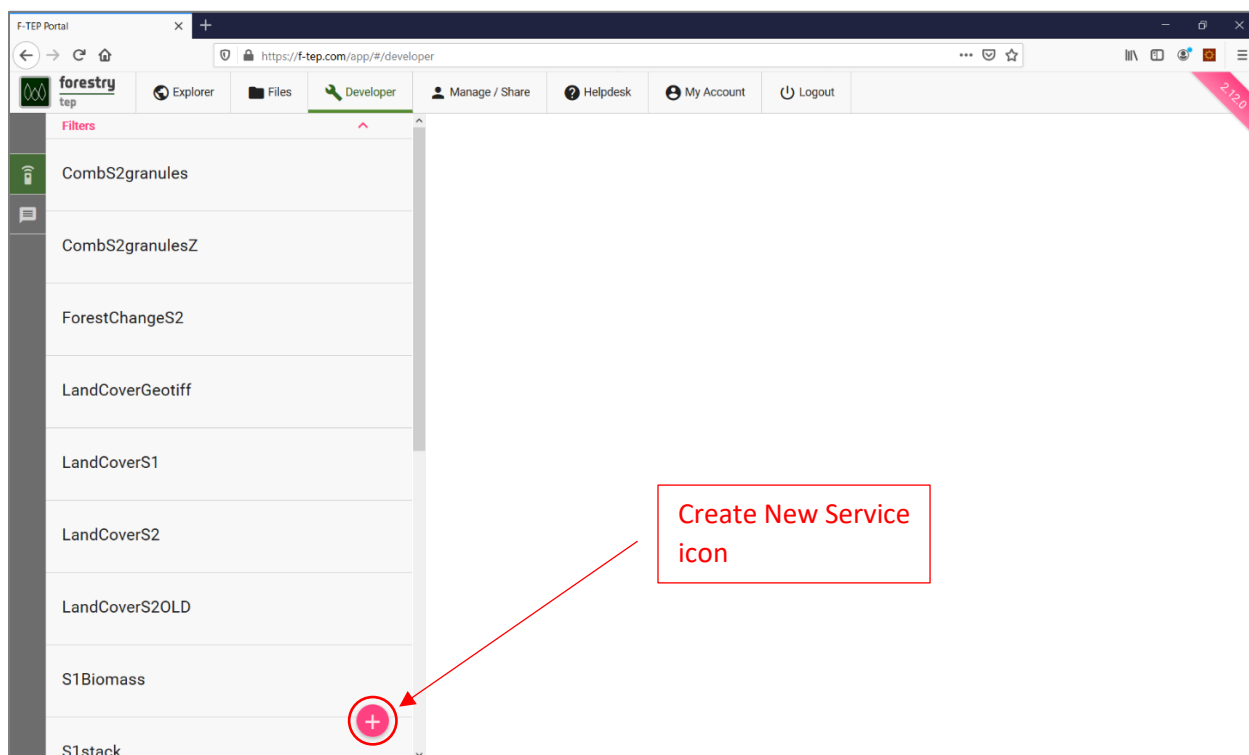 F-TEP Portal
https://f-tep.com/app/#/developer
forestry
tep
Explorer
Files
Developer
Manage / Share
Helpdesk
My Account
Logout
2.12.0
Filters
CombS2granules
CombS2granulesZ
ForestChangeS2
LandCoverGeotiff
LandCoverS1
LandCoverS2
LandCoverS2OLD
S1Biomass
S1stack
Create New Service
icon